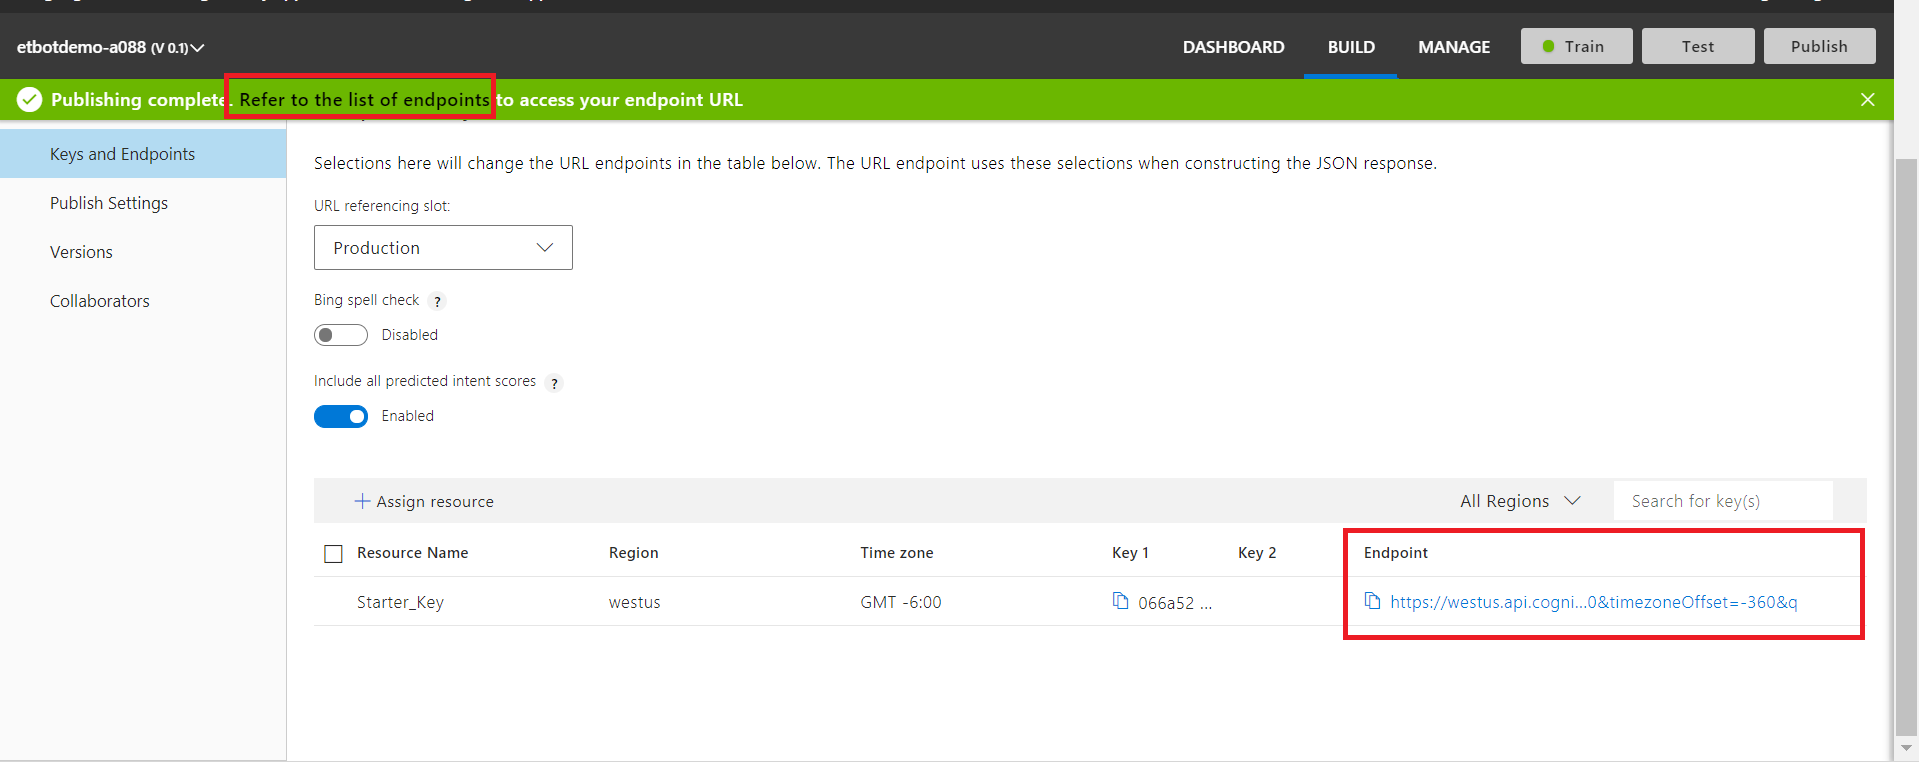 etbotdemo-a088 (V 0.1)
DASHBOARD BUILD MANAGE Train Test Publish
Publishing complete. Refer to the list of endpoints to access your endpoint URL
Keys and Endpoints
Publish Settings
Versions
Collaborators
Selections here will change the URL endpoints in the table below. The URL endpoint uses these selections when constructing the JSON response.
URL referencing slot:
Production
Bing spell check ?
Disabled
Include all predicted intent scores ?
Enabled
+ Assign resource All Regions Search for key(s)
Resource Name Region Time zone Key 1 Key 2 Endpoint
Starter_Key westus GMT -6:00 066a52 ... https://westus.api.cogni...0&timezoneOffset=-360&q